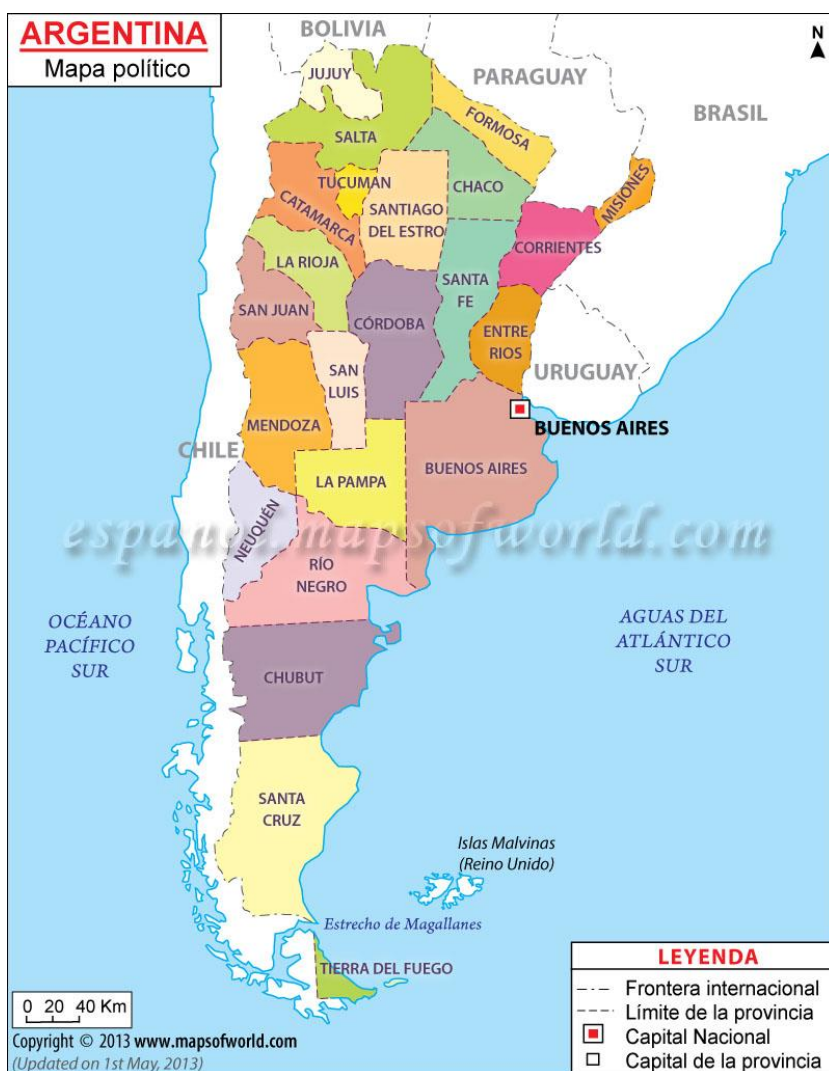 ARGENTINA
Mapa político
BOLIVIA
N
PARAGUAY
BRASIL
JUJUY
FORMOSA
SALTA
TUCUMAN
CHACO
MISIONES
CATAMARCA
SANTIAGO
DEL ESTRO
CORRIENTES
LA RIOJA
SANTA
FE
SAN JUAN
CÓRDOBA
ENTRE
RIOS
SAN
LUIS
URUGUAY
MENDOZA
BUENOS AIRES
CHILE
LA PAMPA
BUENOS AIRES
NEUQUÉN
espanol.mapsofworld.com
RÍO
NEGRO
OCÉANO
PACÍFICO
SUR
AGUAS DEL
ATLÁNTICO
SUR
CHUBUT
SANTA
CRUZ
Islas Malvinas
(Reino Unido)
Estrecho de Magallanes
TIERRA DEL FUEGO
LEYENDA
Frontera internacional
Límite de la provincia
Capital Nacional
Capital de la provincia
0 20 40 Km
Copyright © 2013 www.mapsofworld.com
(Updated on 1st May, 2013)